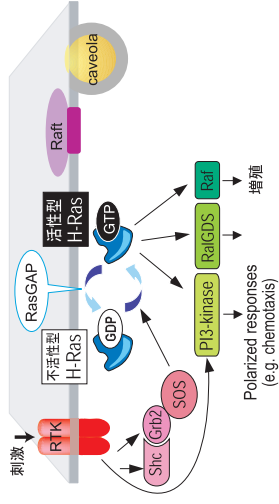 刺激
RTK
RasGAP
不活性型
H-Ras
活性型
H-Ras
GDP
GTP
Raft
caveola
Shc
Grb2
SOS
PI3-kinase
RalGDS
Raf
Polarized responses
(e.g. chemotaxis)
増殖